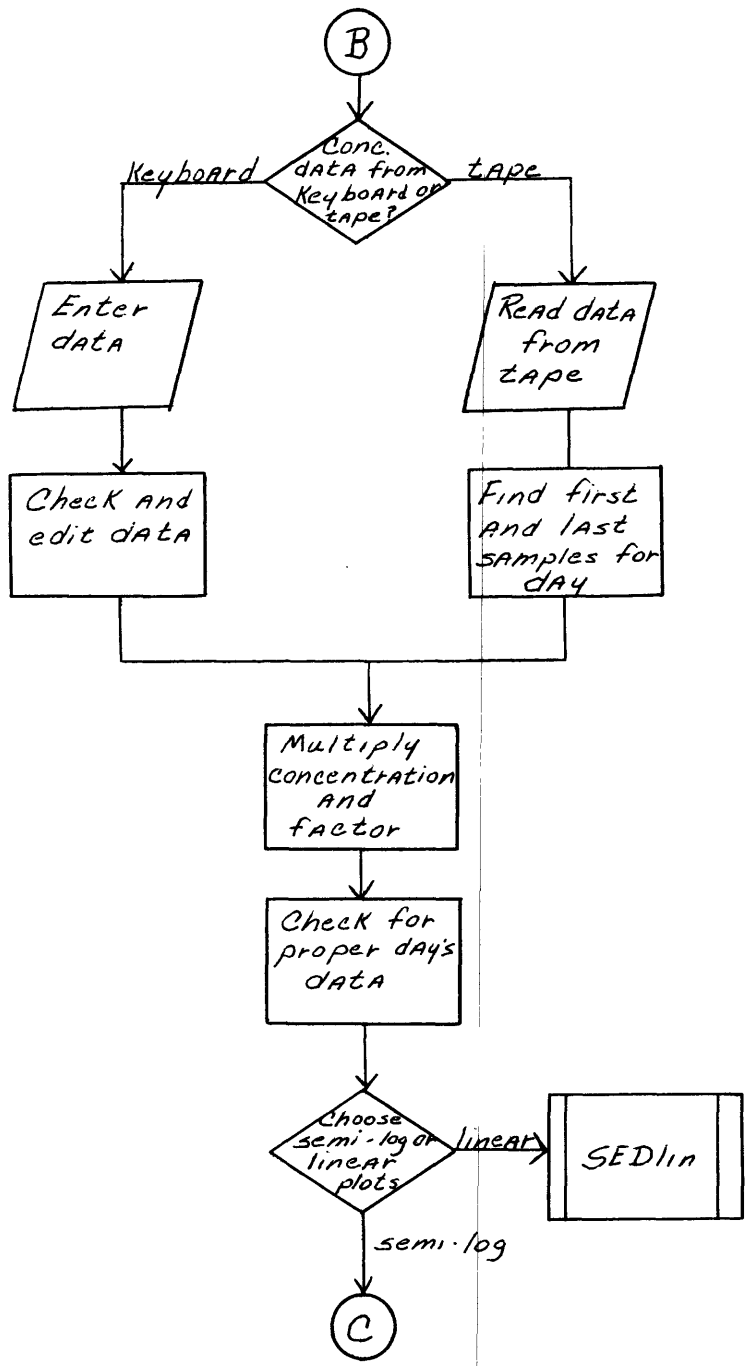 B
Conc.
data from
Keyboard or
tape?
Keyboard
tape
Enter
data
Read data
from
tape
Check and
edit data
Find first
and last
samples for
day
Multiply
concentration
and
factor
Check for
proper day's
data
Choose
semi-log or
linear
plots
linear
SEDlin
semi-log
C